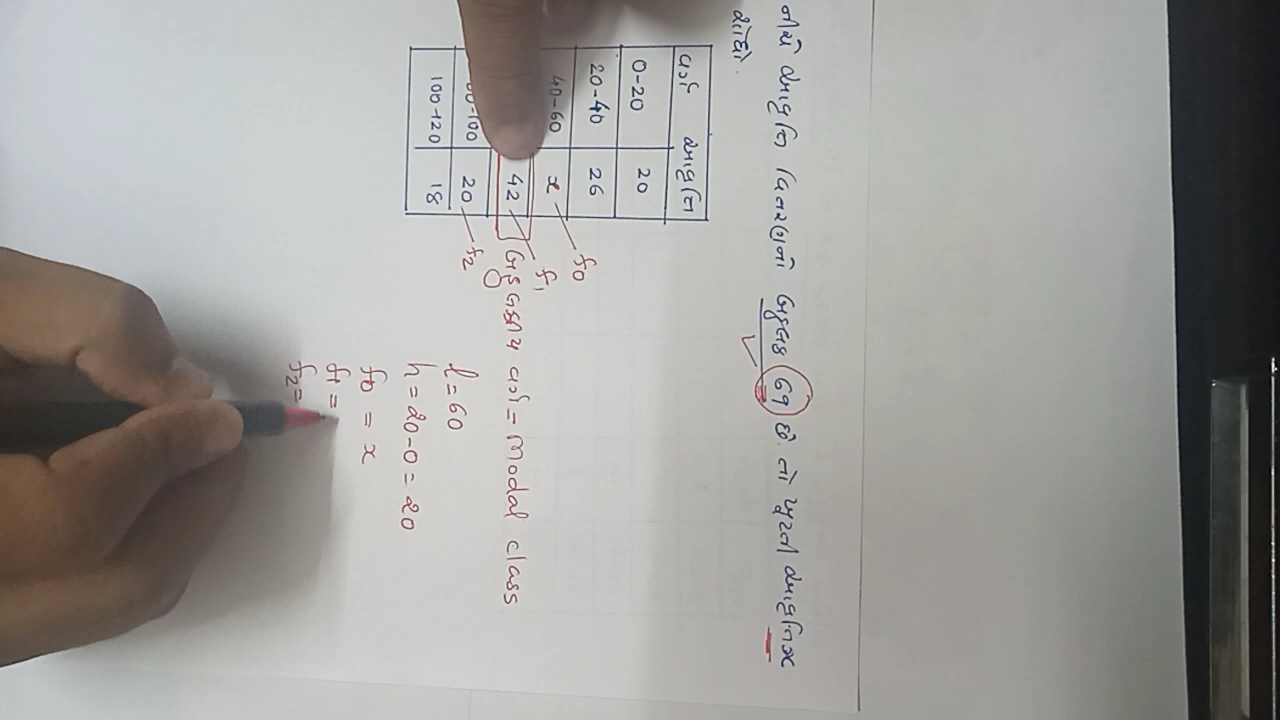 નીચે આવૃત્તિ વિતરણનો બહુલક 69 છે. તો ખૂટતી આવૃત્તિ x
શોધો.
વર્ગ આવૃત્તિ
0-20 20
20-40 26
40-60 x f0
42 f1 બહુલકીય વર્ગ = Modal class
-100 20 f2
100-120 18
l = 60
h = 20-0 = 20
f0 = x
f1 =
f2 =